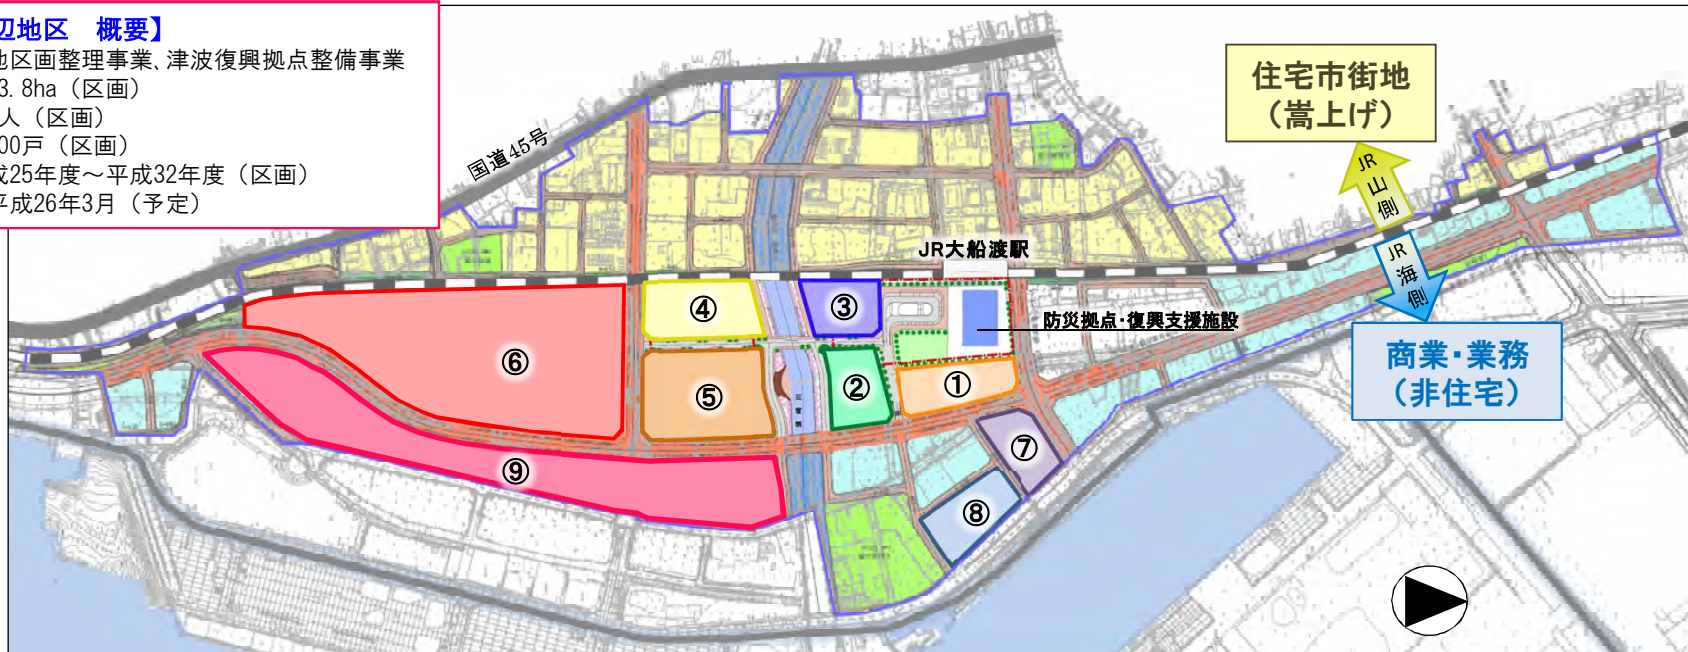 辺地区　概要】
地区画整理事業、津波復興拠点整備事業
3.8ha（区画）
人（区画）
00戸（区画）
成25年度～平成32年度（区画）
平成26年3月（予定）
国道45号
住宅市街地
（嵩上げ）
JR
山
側
JR
海
側
商業・業務
（非住宅）
JR大船渡駅
防災拠点・復興支援施設
④
③
⑥
⑤
②
①
⑦
⑨
⑧